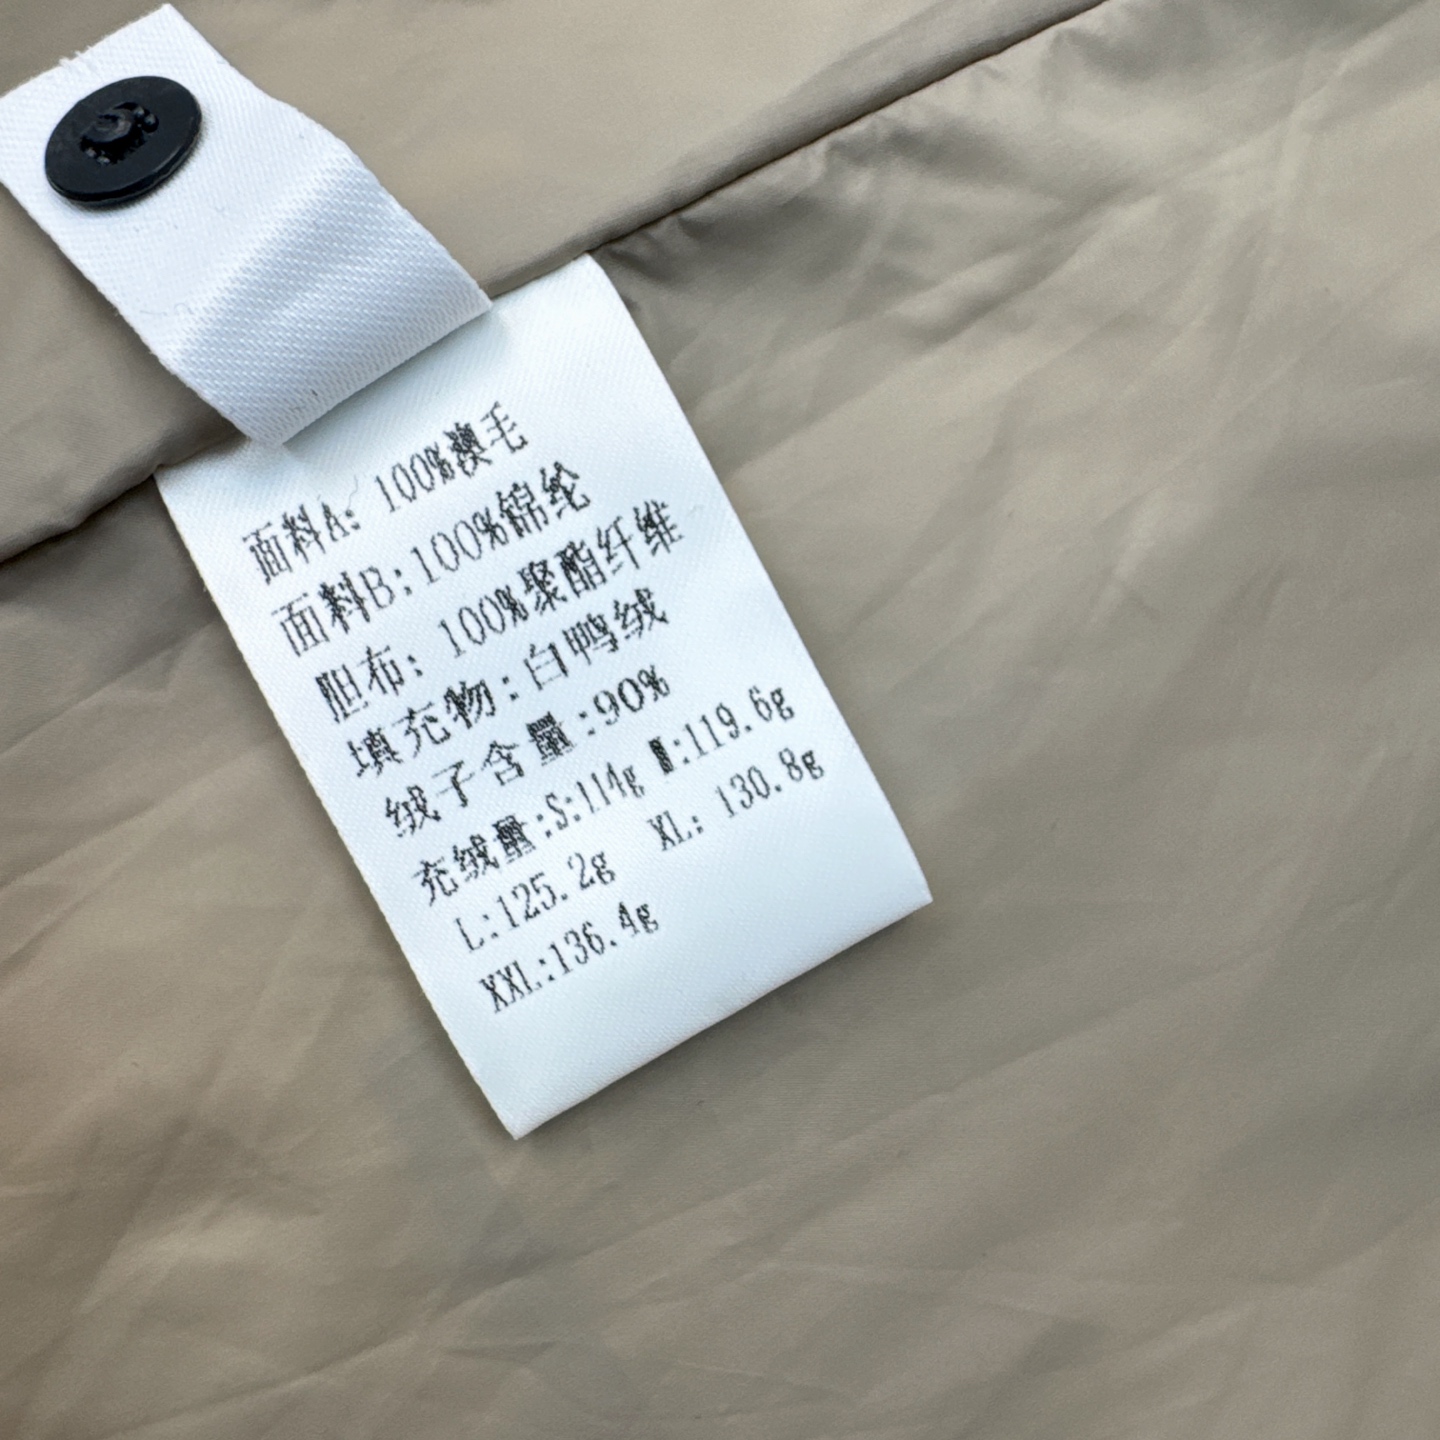 面料A: 100%澳毛
面料B:100%锦纶
胆布: 100%聚酯纤维
填充物:白鸭绒
绒子含量:90%
充绒量:S:114g M:119.6g
L:125.2g XL: 130.8g
XXL:136.4g